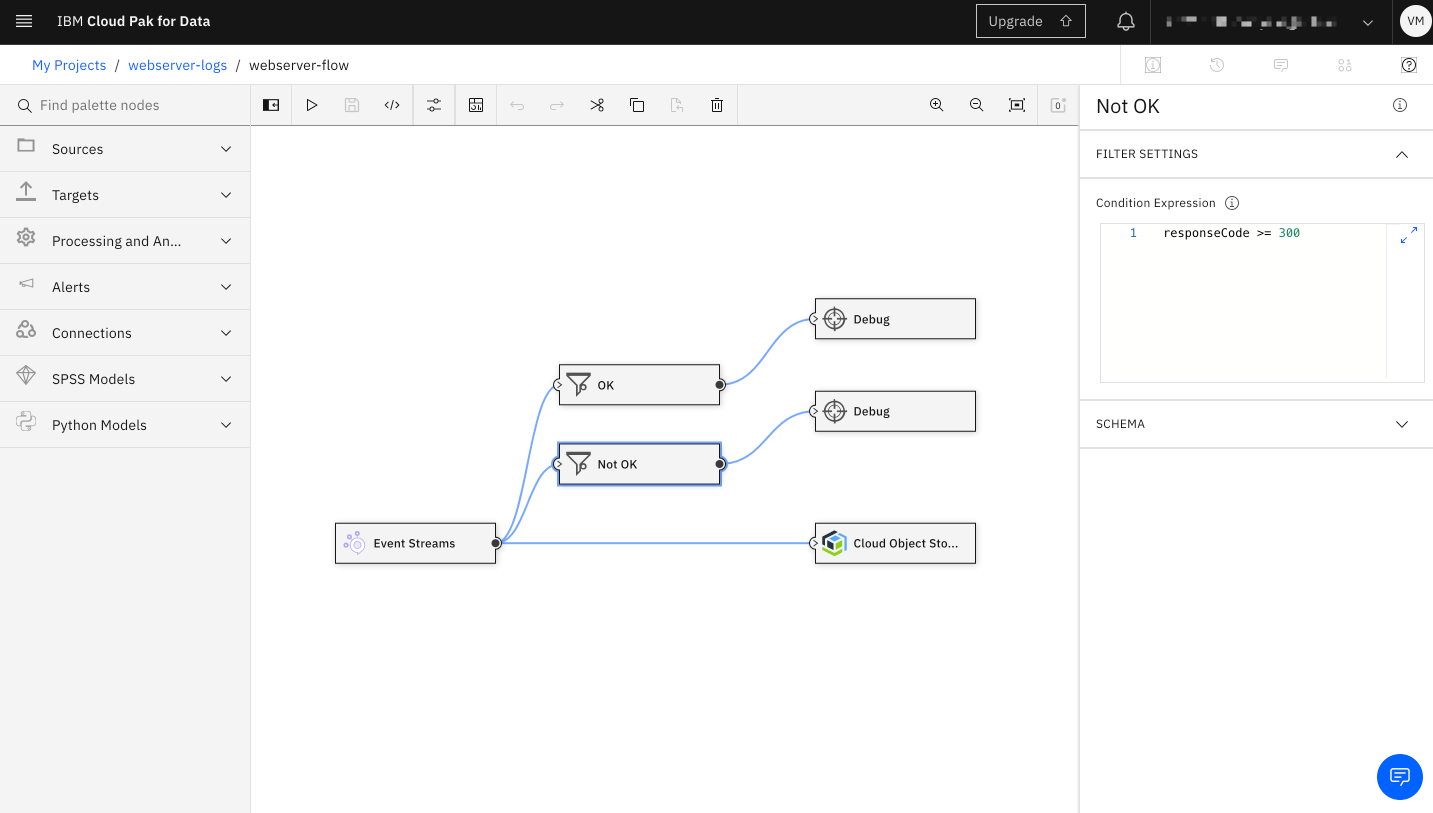 IBM Cloud Pak for Data
Upgrade
VM
My Projects / webserver-logs / webserver-flow
Find palette nodes
Sources
Targets
Processing and An...
Alerts
Connections
SPSS Models
Python Models
Debug
OK
Debug
Not OK
Event Streams
Cloud Object Sto...
Not OK
FILTER SETTINGS
Condition Expression
1 responseCode >= 300
SCHEMA